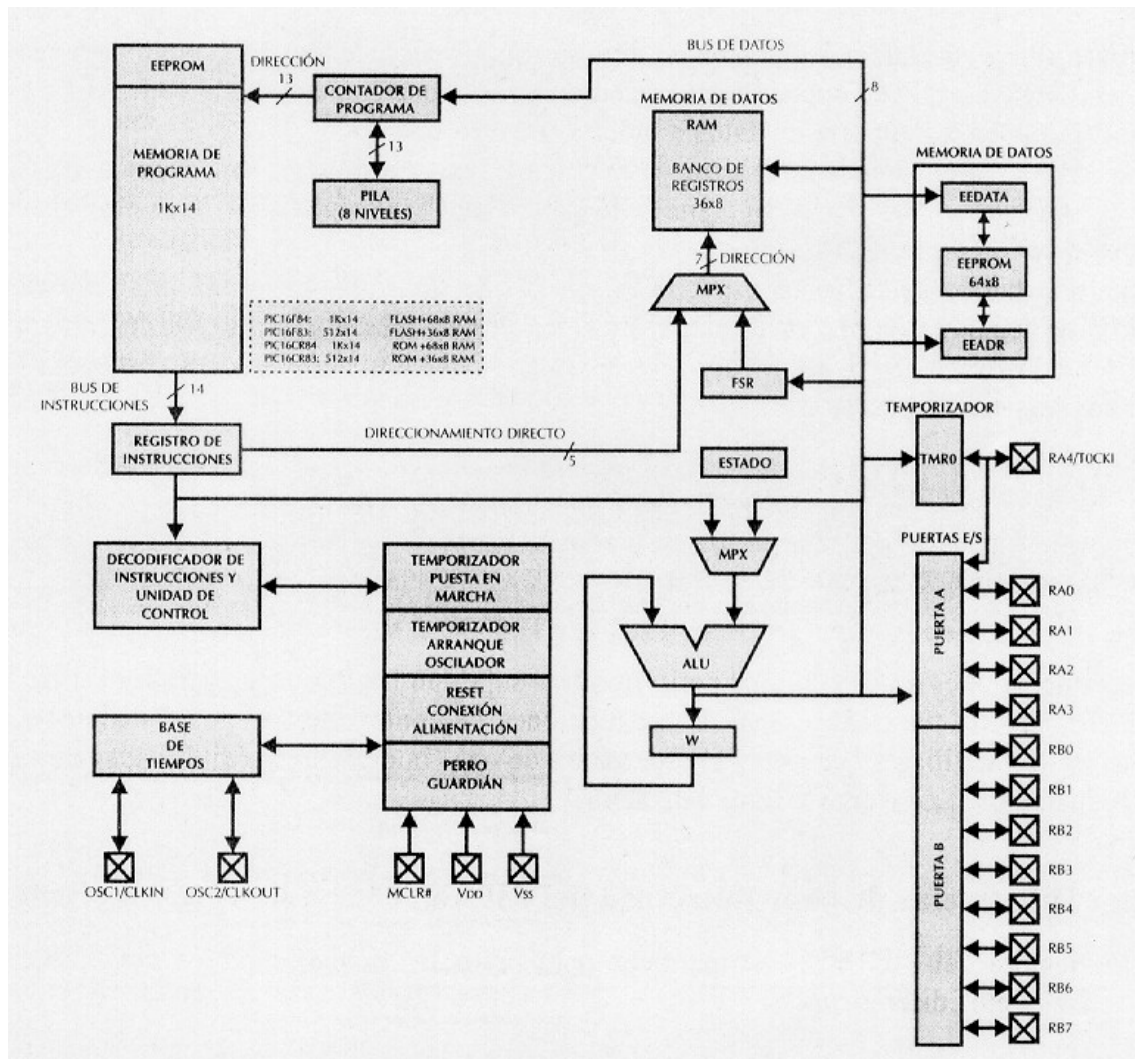 BUS DE DATOS
EEPROM
DIRECCIÓN
13
CONTADOR DE
PROGRAMA
8
MEMORIA DE DATOS
RAM
BANCO DE
REGISTROS
36x8
13
MEMORIA DE
PROGRAMA
1Kx14
PILA
(8 NIVELES)
MEMORIA DE DATOS
EEDATA
EEPROM
64x8
EEADR
7
DIRECCIÓN
MPX
PIC16F84: 1Kx14 FLASH+68x8 RAM
PIC16F83: 512x14 FLASH+36x8 RAM
PIC16CR84 1Kx14 ROM +68x8 RAM
PIC16CR83: 512x14 ROM +36x8 RAM
FSR
BUS DE
INSTRUCCIONES
14
TEMPORIZADOR
REGISTRO DE
INSTRUCCIONES
DIRECCIONAMIENTO DIRECTO
5
ESTADO
TMR0
RA4/T0CKI
PUERTAS E/S
DECODIFICADOR DE
INSTRUCCIONES Y
UNIDAD DE
CONTROL
TEMPORIZADOR
PUESTA EN
MARCHA
TEMPORIZADOR
ARRANQUE
OSCILADOR
RESET
CONEXIÓN
ALIMENTACIÓN
PERRO
GUARDIÁN
MPX
ALU
W
BASE
DE
TIEMPOS
OSC1/CLKIN
OSC2/CLKOUT
MCLR#
VDD
VSS
PUERTA A
RA0
RA1
RA2
RA3
PUERTA B
RB0
RB1
RB2
RB3
RB4
RB5
RB6
RB7